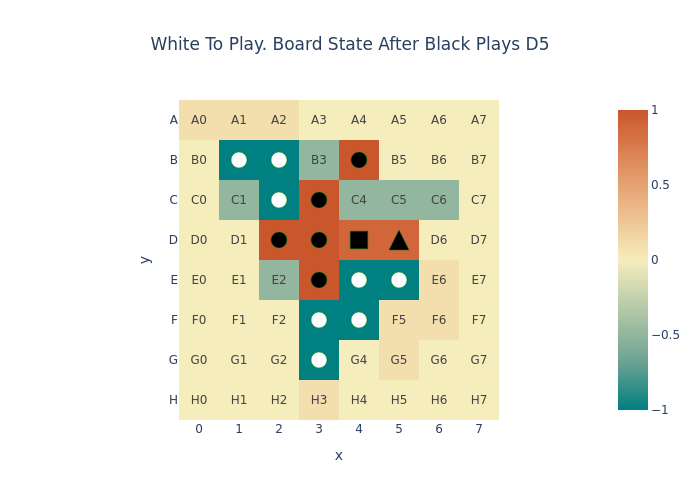 White To Play. Board State After Black Plays D5
A A0 A1 A2 A3 A4 A5 A6 A7
B B0 B3 B5 B6 B7
C C0 C1 C4 C5 C6 C7
D D0 D1 D6 D7
E E0 E1 E2 E6 E7
F F0 F1 F2 F5 F6 F7
G G0 G1 G2 G4 G5 G6 G7
H H0 H1 H2 H3 H4 H5 H6 H7
0 1 2 3 4 5 6 7
x
y
1
0.5
0
−0.5
−1